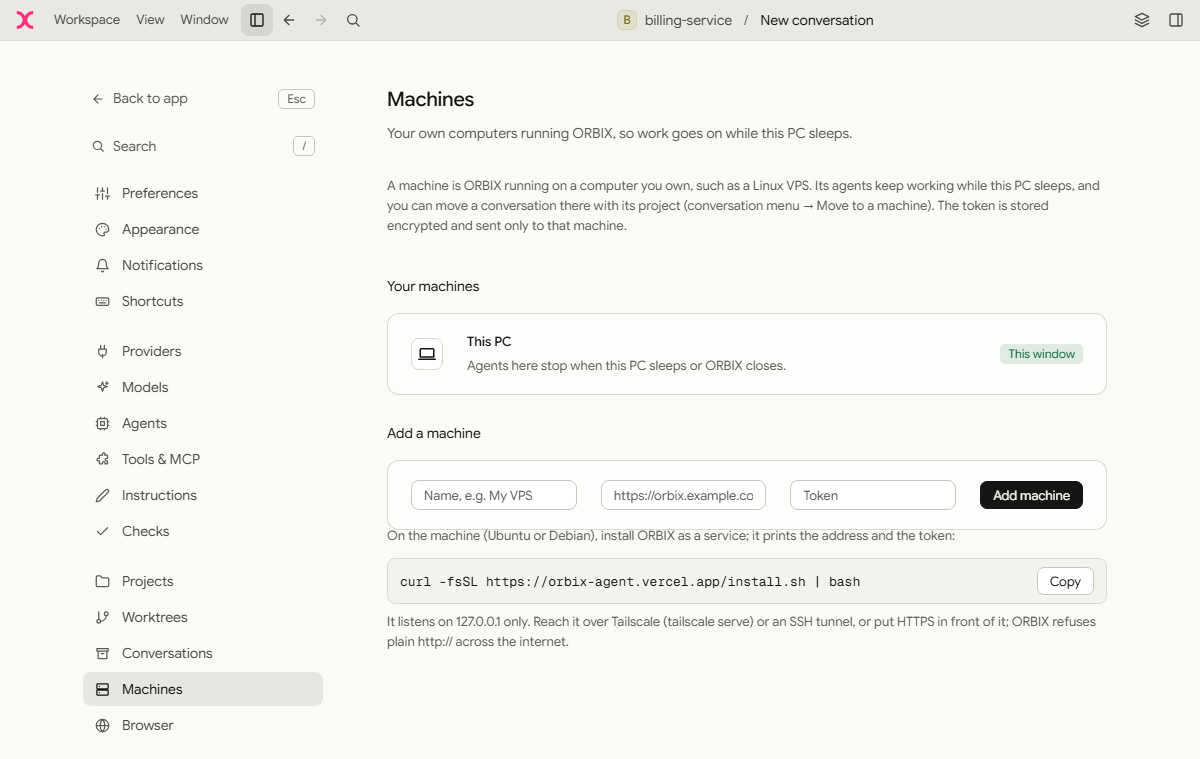 Workspace View Window
B billing-service / New conversation
Back to app Esc
Search /
Preferences
Appearance
Notifications
Shortcuts
Providers
Models
Agents
Tools & MCP
Instructions
Checks
Projects
Worktrees
Conversations
Machines
Browser
Machines
Your own computers running ORBIX, so work goes on while this PC sleeps.
A machine is ORBIX running on a computer you own, such as a Linux VPS. Its agents keep working while this PC sleeps, and
you can move a conversation there with its project (conversation menu → Move to a machine). The token is stored
encrypted and sent only to that machine.
Your machines
This PC
Agents here stop when this PC sleeps or ORBIX closes.
This window
Add a machine
Name, e.g. My VPS
https://orbix.example.co
Token
Add machine
On the machine (Ubuntu or Debian), install ORBIX as a service; it prints the address and the token:
curl -fsSL https://orbix-agent.vercel.app/install.sh | bash
Copy
It listens on 127.0.0.1 only. Reach it over Tailscale (tailscale serve) or an SSH tunnel, or put HTTPS in front of it; ORBIX refuses
plain http:// across the internet.